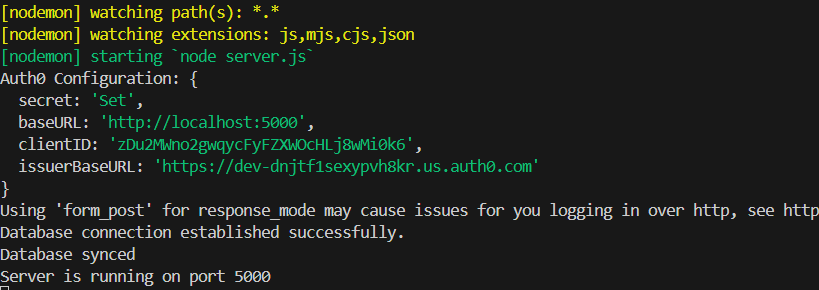 [nodemon] watching path(s): *.*
[nodemon] watching extensions: js,mjs,cjs,json
[nodemon] starting `node server.js`
Auth0 Configuration: {
  secret: 'Set',
  baseURL: 'http://localhost:5000',
  clientID: 'zDu2MWno2gwqycFyFZXWOcHLj8wMi0k6',
  issuerBaseURL: 'https://dev-dnjtf1sexypvh8kr.us.auth0.com'
}
Using 'form_post' for response_mode may cause issues for you logging in over http, see http
Database connection established successfully.
Database synced
Server is running on port 5000